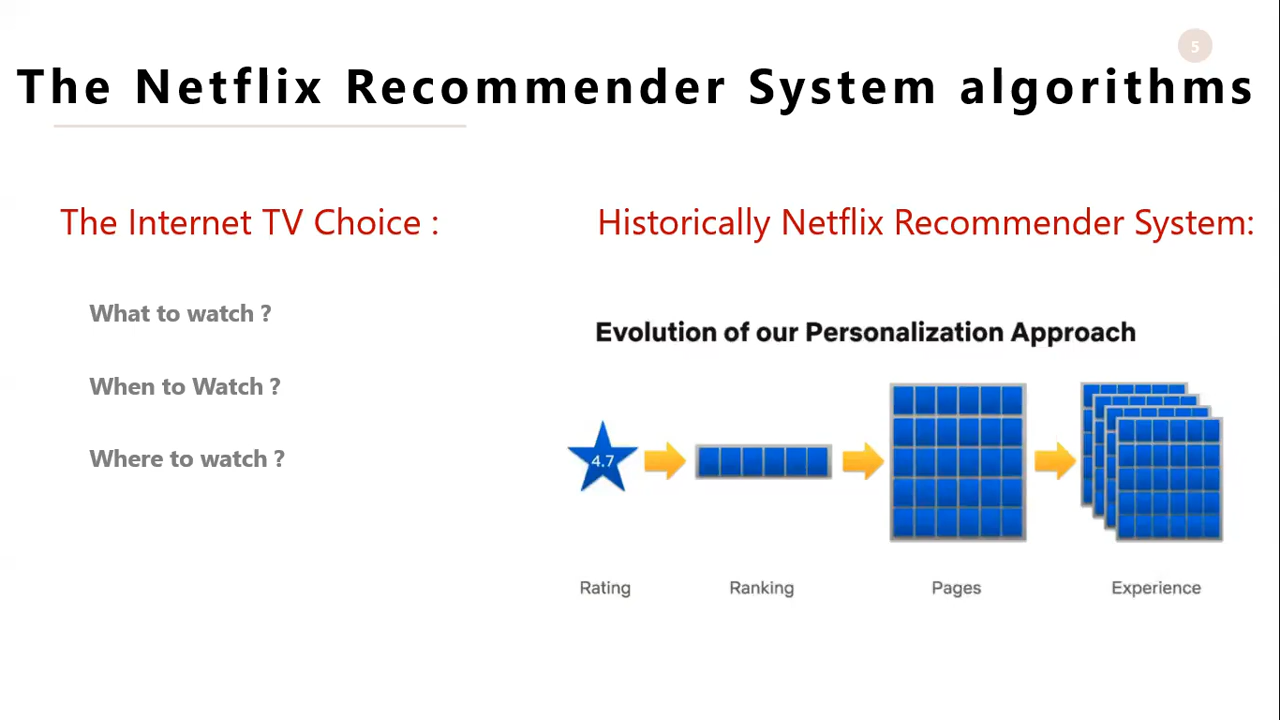 5
The Netflix Recommender System algorithms
The Internet TV Choice :
What to watch ?
When to Watch ?
Where to watch ?
Historically Netflix Recommender System:
Evolution of our Personalization Approach
4.7
Rating
Ranking
Pages
Experience